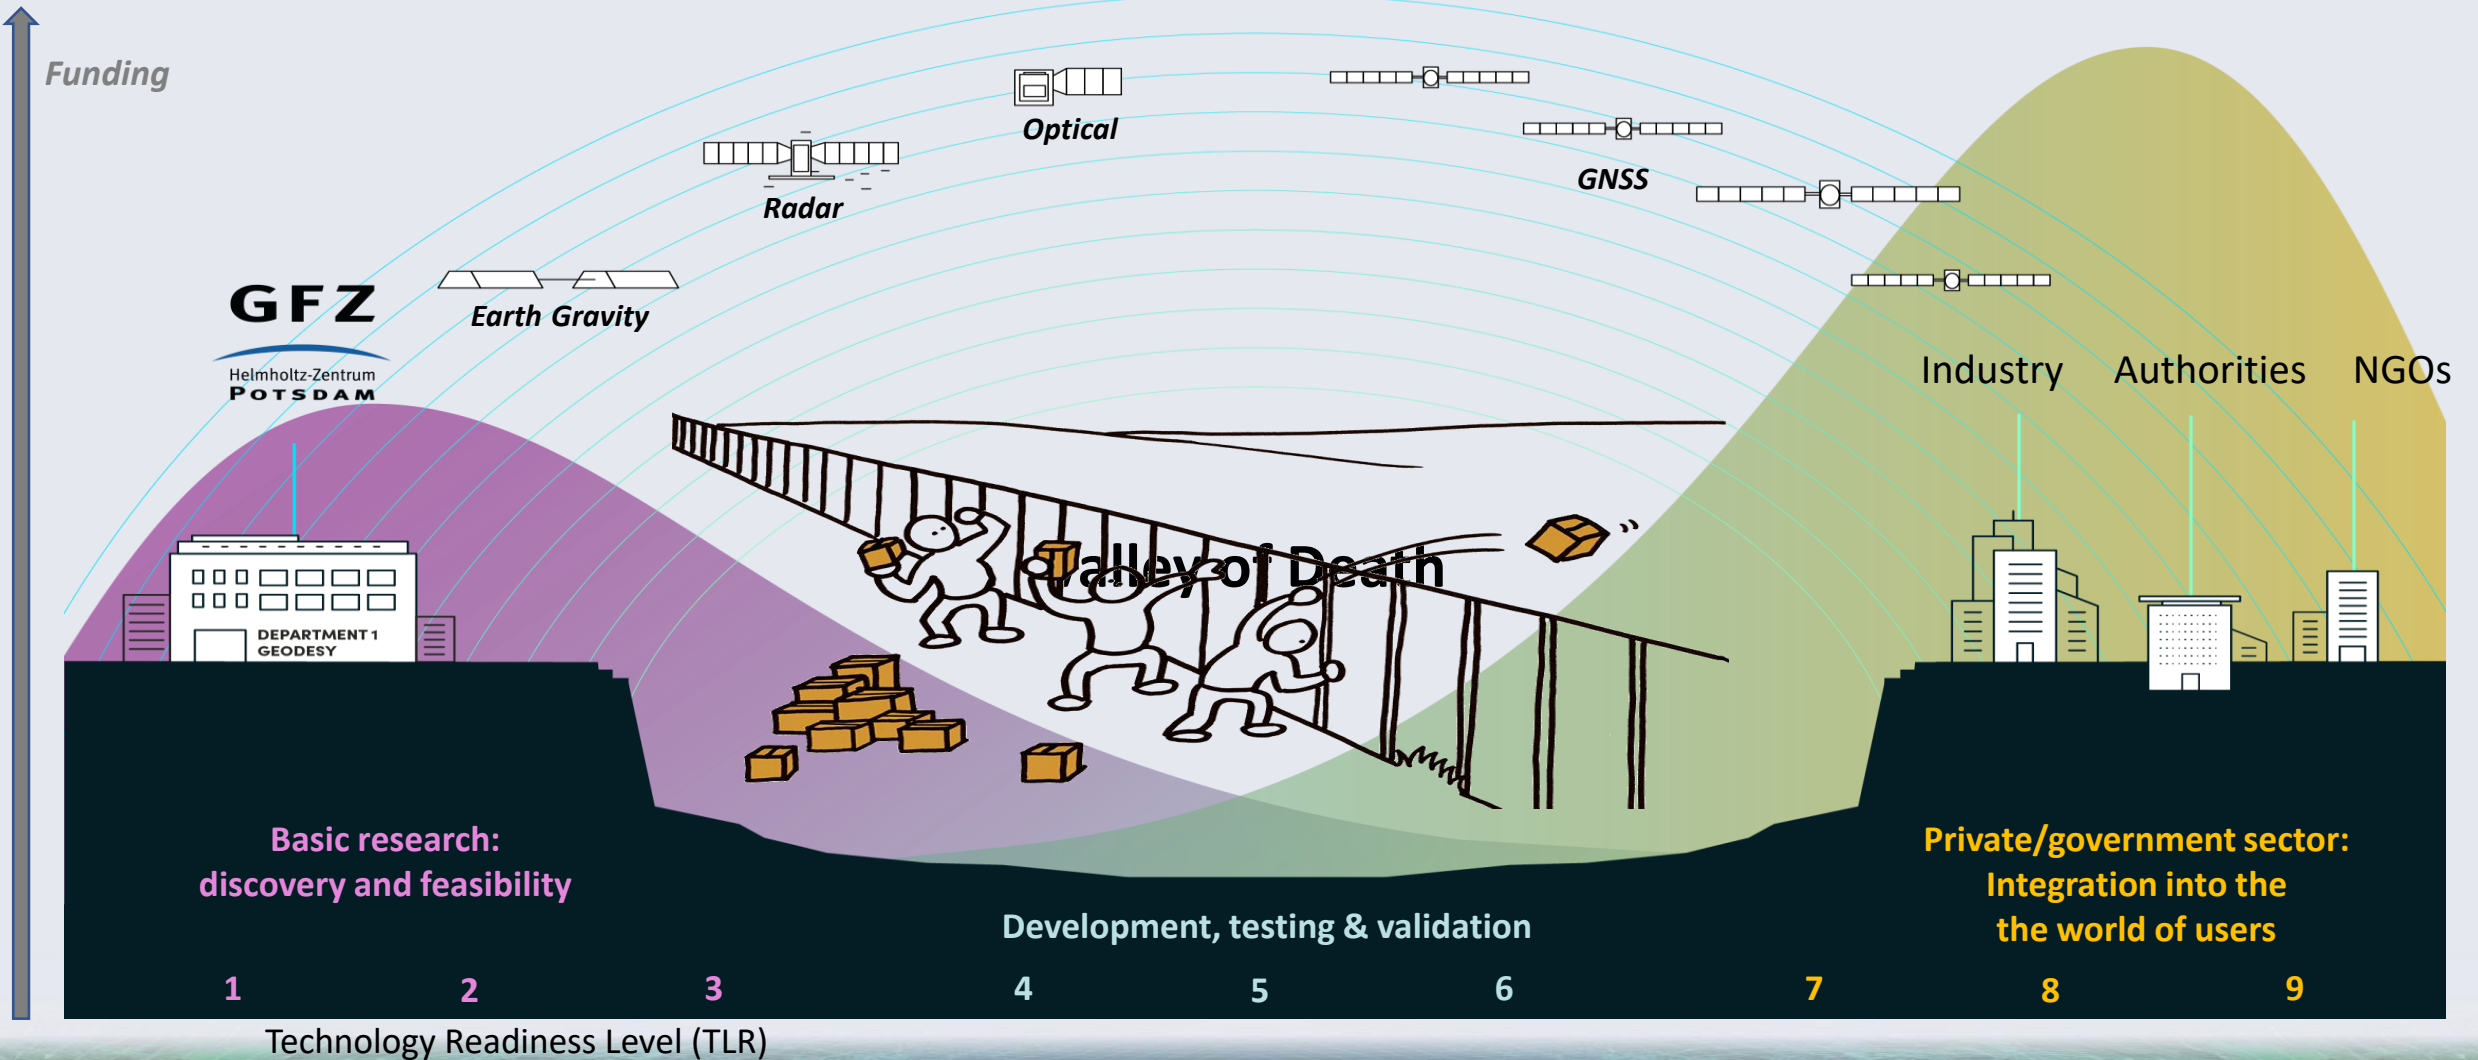 Funding
Optical
Radar
GNSS
Earth Gravity
GFZ
Helmholtz-Zentrum
POTSDAM
Industry
Authorities
NGOs
Valley of Death
DEPARTMENT 1
GEODESY
Basic research:
discovery and feasibility
Development, testing & validation
Private/government sector:
Integration into the
the world of users
1 2 3 4 5 6 7 8 9
Technology Readiness Level (TLR)